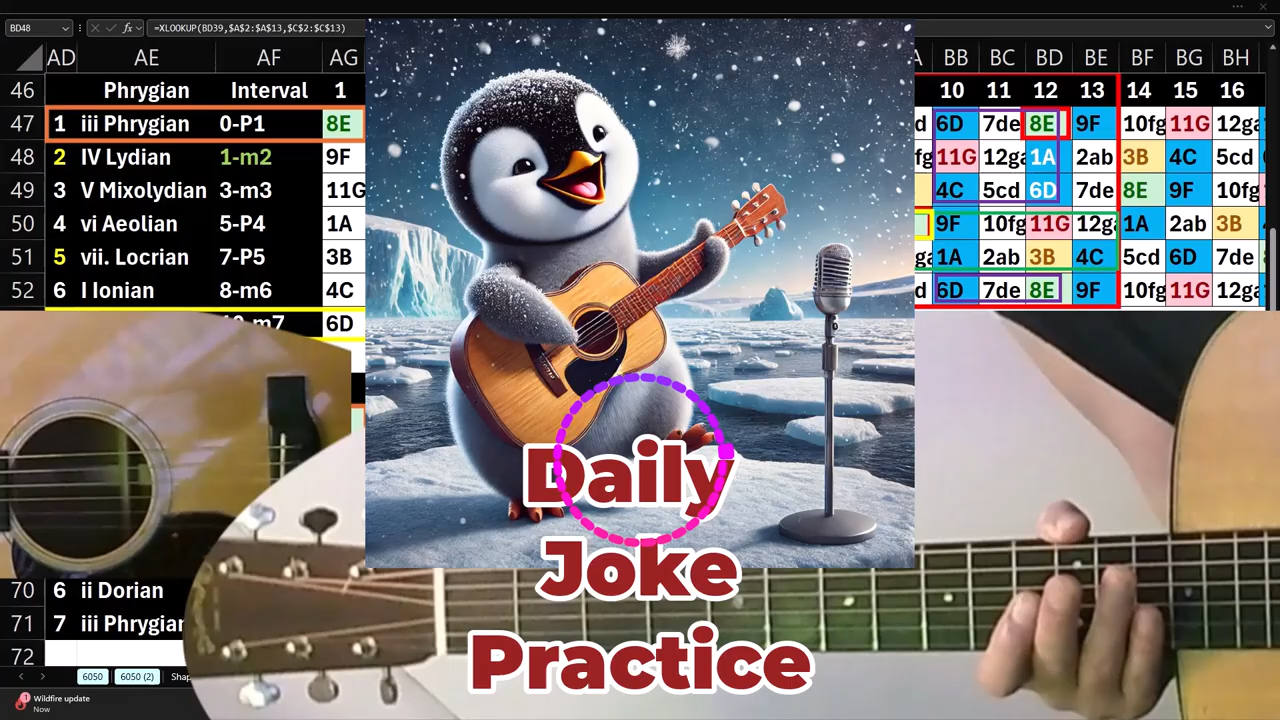 BD48
fx
=XLOOKUP(BD39,$A$2:$A$13,$C$2:$C$13)
AD AE AF AG BB BC BD BE BF BG BH
46 Phrygian Interval 1 10 11 12 13 14 15 16
47 1 iii Phrygian 0-P1 8E 6D 7de 8E 9F 10fg 11G 12ga
48 2 IV Lydian 1-m2 9F 11G 12ga 1A 2ab 3B 4C 5cd
49 3 V Mixolydian 3-m3 11G 4C 5cd 6D 7de 8E 9F 10fg
50 4 vi Aeolian 5-P4 1A 9F 10fg 11G 12ga 1A 2ab 3B
51 5 vii. Locrian 7-P5 3B 1A 2ab 3B 4C 5cd 6D 7de
52 6 I Ionian 8-m6 4C 6D 7de 8E 9F 10fg 11G 12ga
6D
Daily
Joke
Practice
70 6 ii Dorian
71 7 iii Phrygian
72
6050 6050 (2)
Wildfire update
Now